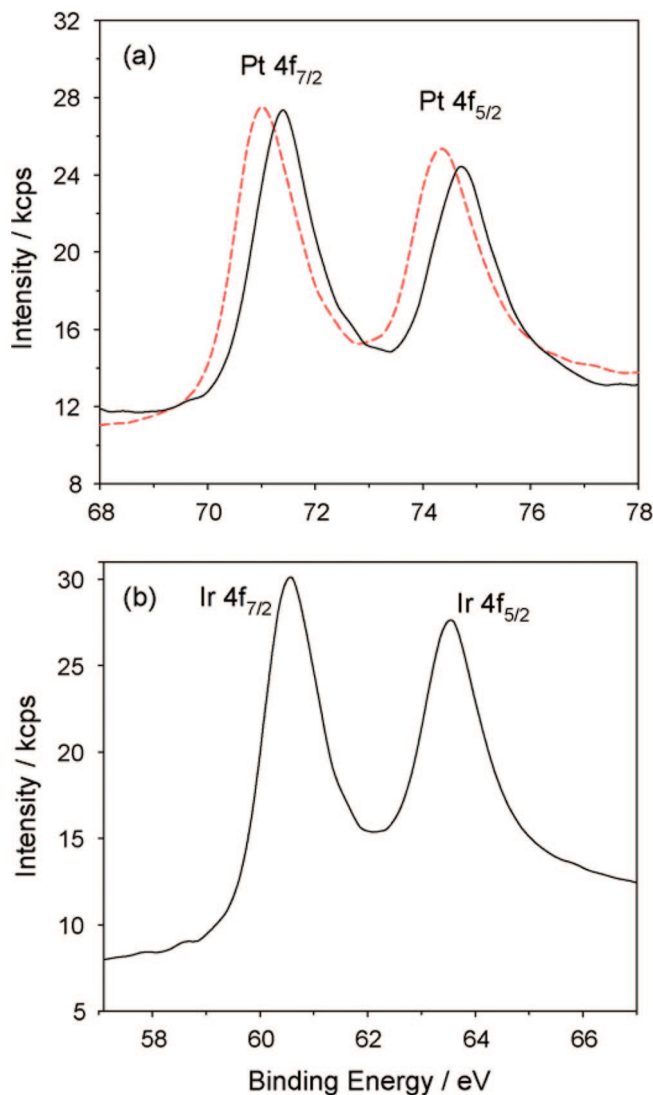 32
(a)
Pt 4f7/2
28
Pt 4f5/2
24
Intensity / kcps
20
16
12
8
68 70 72 74 76 78
30
(b)
Ir 4f7/2
Ir 4f5/2
25
Intensity / kcps
20
15
10
5
58 60 62 64 66
Binding Energy / eV